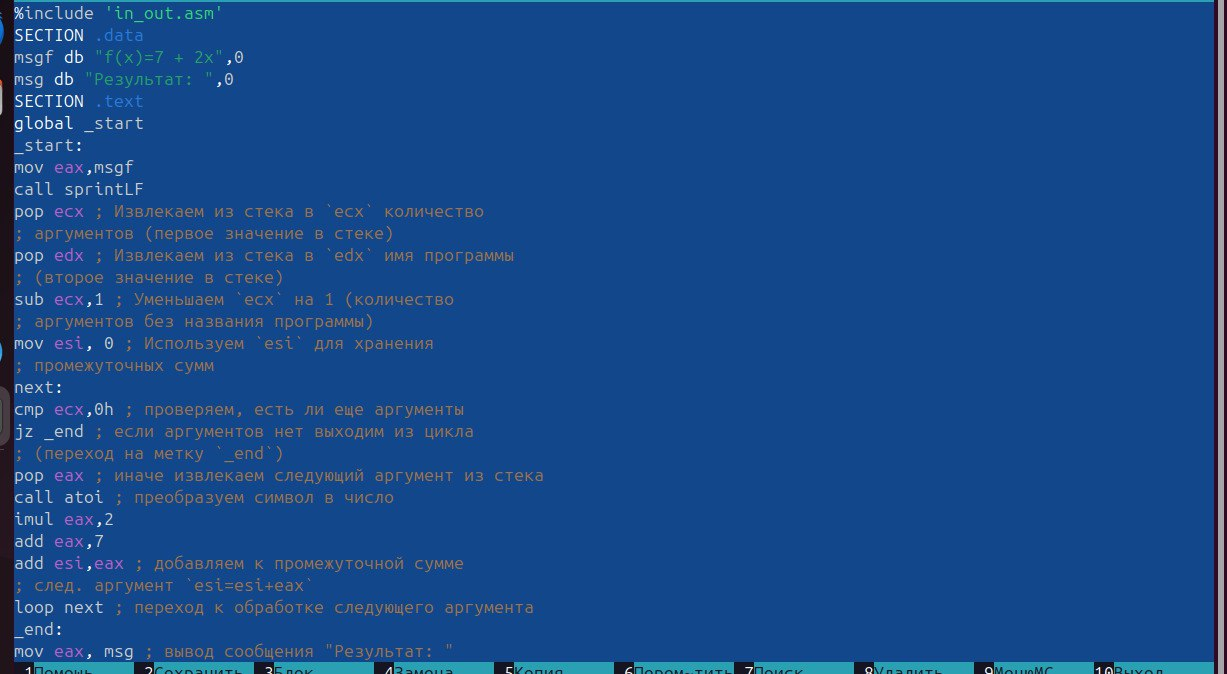 %include 'in_out.asm'
SECTION .data
msgf db "f(x)=7 + 2x",0
msg db "Результат: ",0
SECTION .text
global _start
_start:
mov eax,msgf
call sprintLF
pop ecx ; Извлекаем из стека в `ecx` количество
; аргументов (первое значение в стеке)
pop edx ; Извлекаем из стека в `edx` имя программы
; (второе значение в стеке)
sub ecx,1 ; Уменьшаем `ecx` на 1 (количество
; аргументов без названия программы)
mov esi, 0 ; Используем `esi` для хранения
; промежуточных сумм
next:
cmp ecx,0h ; проверяем, есть ли еще аргументы
jz _end ; если аргументов нет выходим из цикла
; (переход на метку `_end`)
pop eax ; иначе извлекаем следующий аргумент из стека
call atoi ; преобразуем символ в число
imul eax,2
add eax,7
add esi,eax ; добавляем к промежуточной сумме
; след. аргумент `esi=esi+eax`
loop next ; переход к обработке следующего аргумента
_end:
mov eax, msg ; вывод сообщения "Результат: "
1Помощь 2Сохранить 3Блок 4Замена 5Копия 6Перем~тить 7Поиск 8Удалить 9МенюMC 10Выход